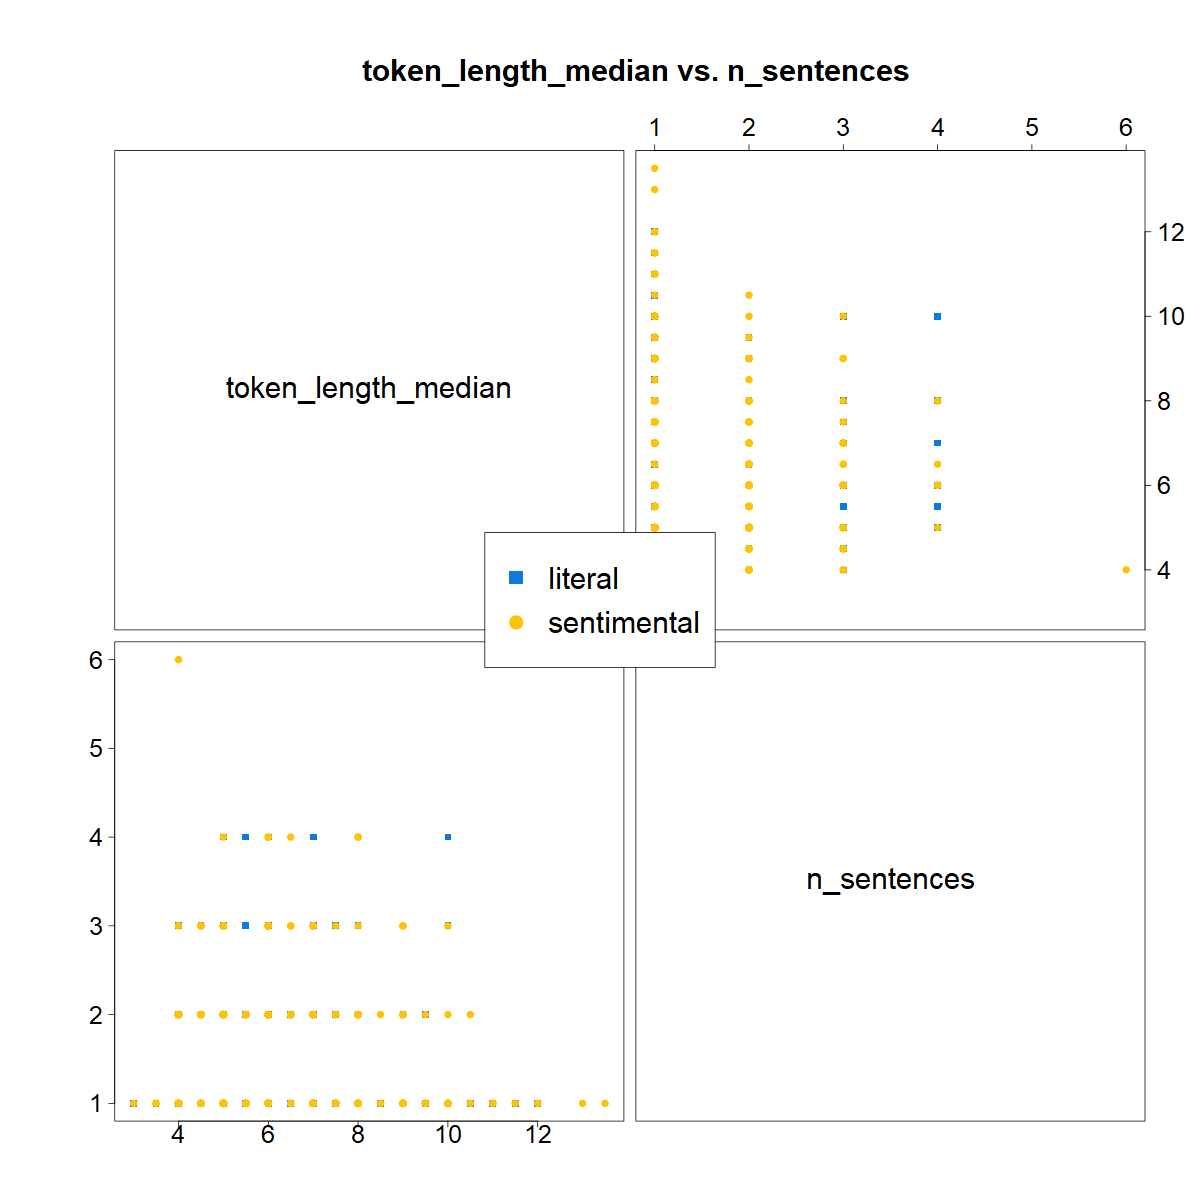 token_length_median vs. n_sentences
1 2 3 4 5 6
token_length_median
12
10
8
6
4
literal
sentimental
6
5
4
3
2
1
n_sentences
4 6 8 10 12